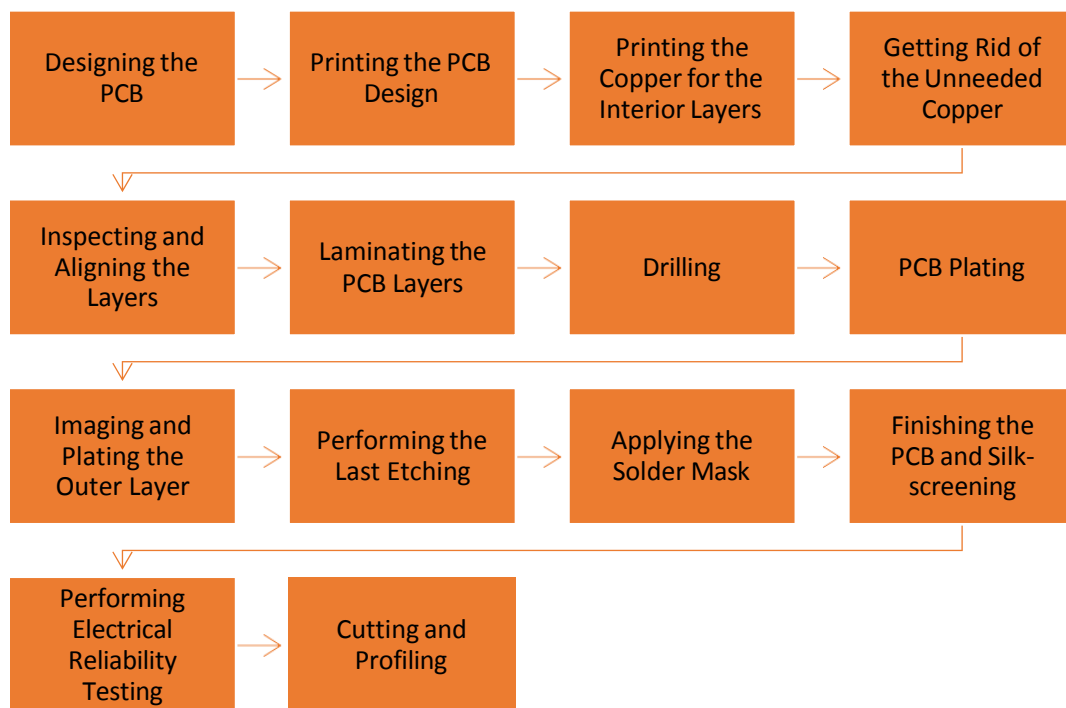 Designing the
PCB
Printing the PCB
Design
Printing the
Copper for the
Interior Layers
Getting Rid of
the Unneeded
Copper
Inspecting and
Aligning the
Layers
Laminating the
PCB Layers
Drilling
PCB Plating
Imaging and
Plating the
Outer Layer
Performing the
Last Etching
Applying the
Solder Mask
Finishing the
PCB and Silk-
screening
Performing
Electrical
Reliability
Testing
Cutting and
Profiling